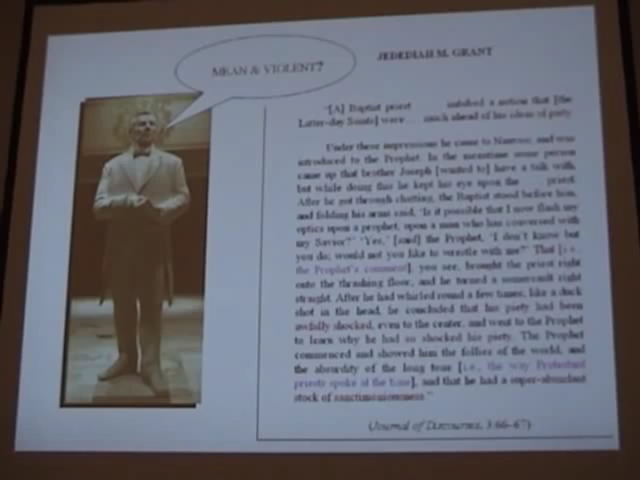 MEAN & VIOLENT?
JEDEDIAH M. GRANT
"[A] Baptist priest imbibed a notion that [the
Latter-day Saints] were . . . much ahead of his ideas of piety.
Under these impressions he came to Nauvoo, and was
introduced to the Prophet. In the meantime some person
came up that brother Joseph [wanted to] have a talk with,
but while doing this he kept his eye upon the priest.
After he got through chatting, the Baptist stood before him,
and folding his arms said, 'Is it possible that I now flash my
optics upon a prophet, upon a man who has conversed with
my Savior?' 'Yes,' [said] the Prophet, 'I don't know but
you do; would not you like to wrestle with me?' That [i.e.,
the Prophet's comment], you see, brought the priest right
onto the thrashing floor, and he turned a somersault right
straight. After he had whirled round a few times, like a duck
shot in the head, he concluded that his piety had been
awfully shocked, even to the center, and went to the Prophet
to learn why he had so shocked his piety. The Prophet
commenced and showed him the follies of the world, and
the absurdity of the long tone [i.e., the way Protestant
priests spoke at the time], and that he had a super-abundant
stock of sanctimoniousness."
(Journal of Discourses, 3:66–67)